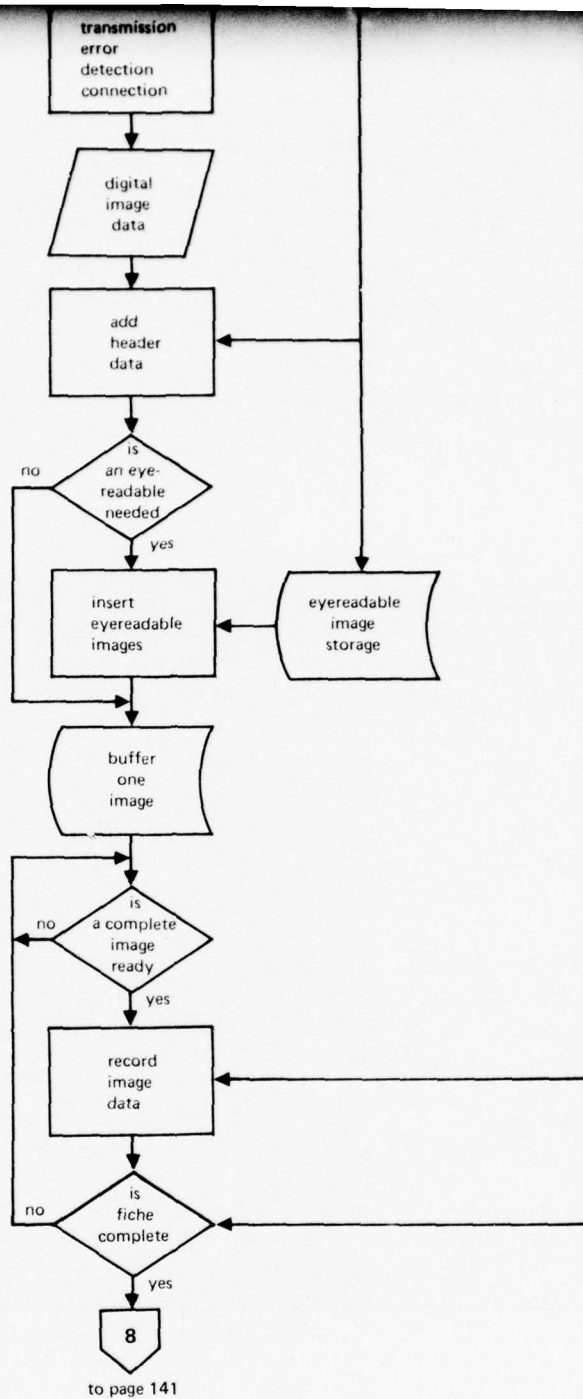 transmission
error
detection
connection
digital
image
data
add
header
data
is
an eye-
readable
needed
no
yes
insert
eyereadable
images
eyereadable
image
storage
buffer
one
image
is
a complete
image
ready
no
yes
record
image
data
is
fiche
complete
no
yes
8
to page 141